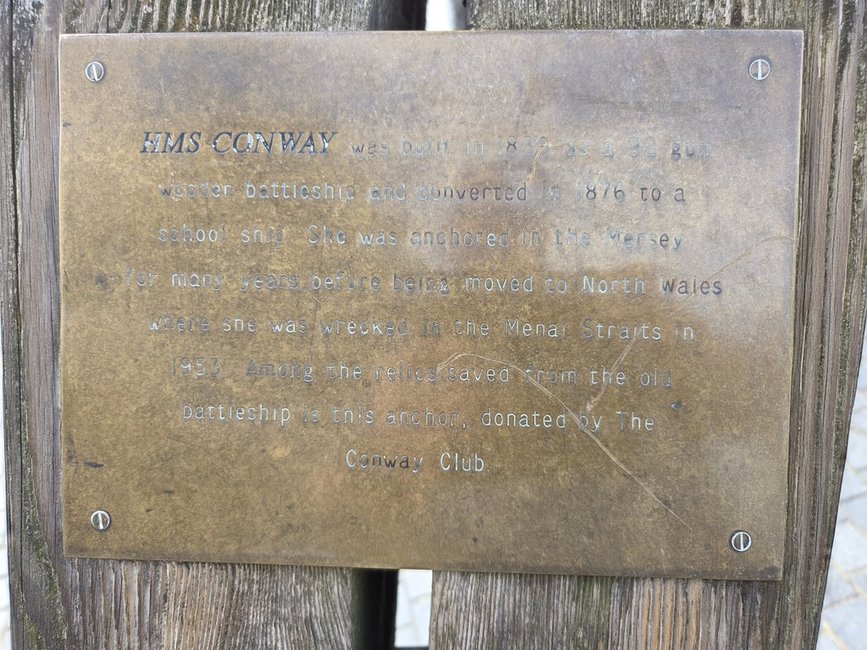 HMS CONWAY was built in 1839 as a 92 gun
wooden battleship and converted in 1876 to a
school ship. She was anchored in the Mersey
for many years before being moved to North Wales
where she was wrecked in the Menai Straits in
1953. Among the relics saved from the old
battleship is this anchor, donated by The
Conway Club.